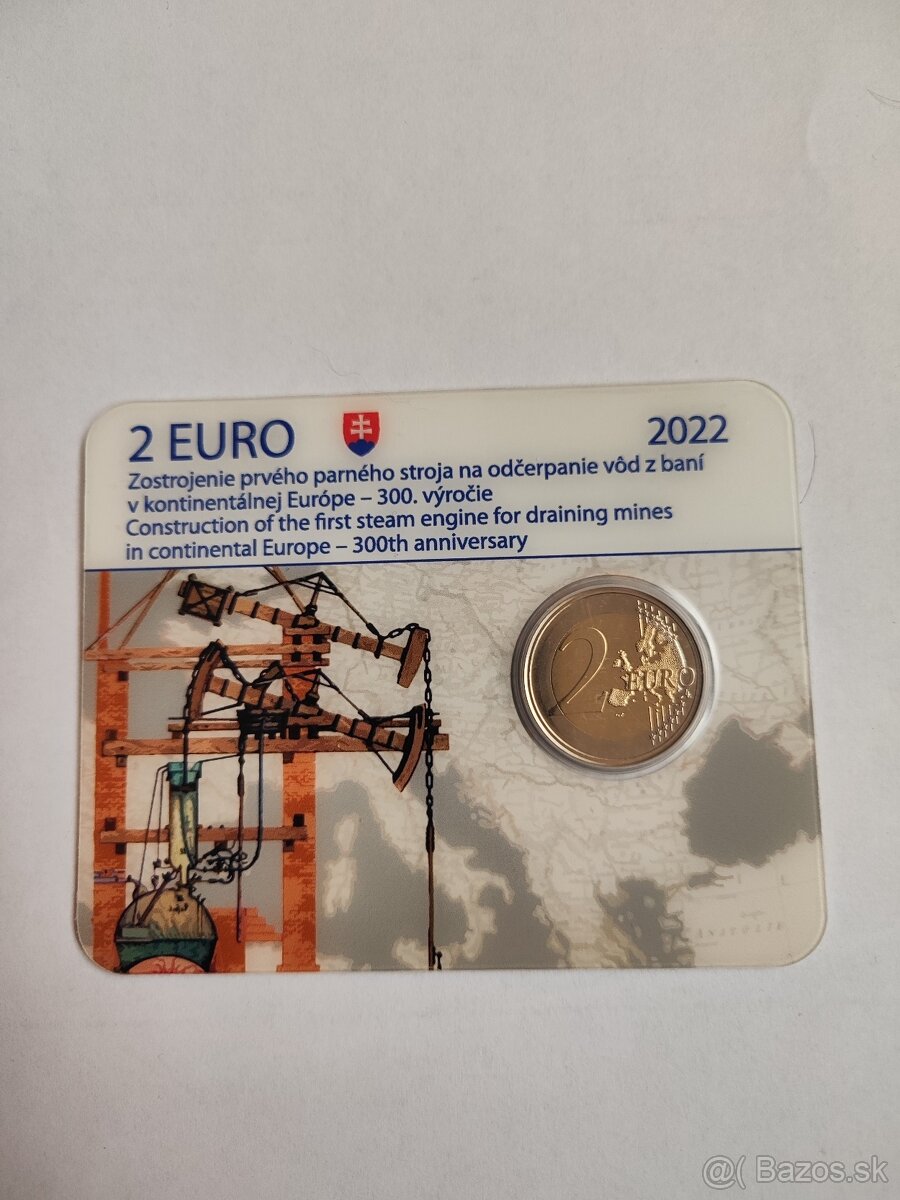 2 EURO
2022
Zostrojenie prvého parného stroja na odčerpanie vôd z baní
v kontinentálnej Európe – 300. výročie
Construction of the first steam engine for draining mines
in continental Europe – 300th anniversary
2 EURO
@( Bazos.sk